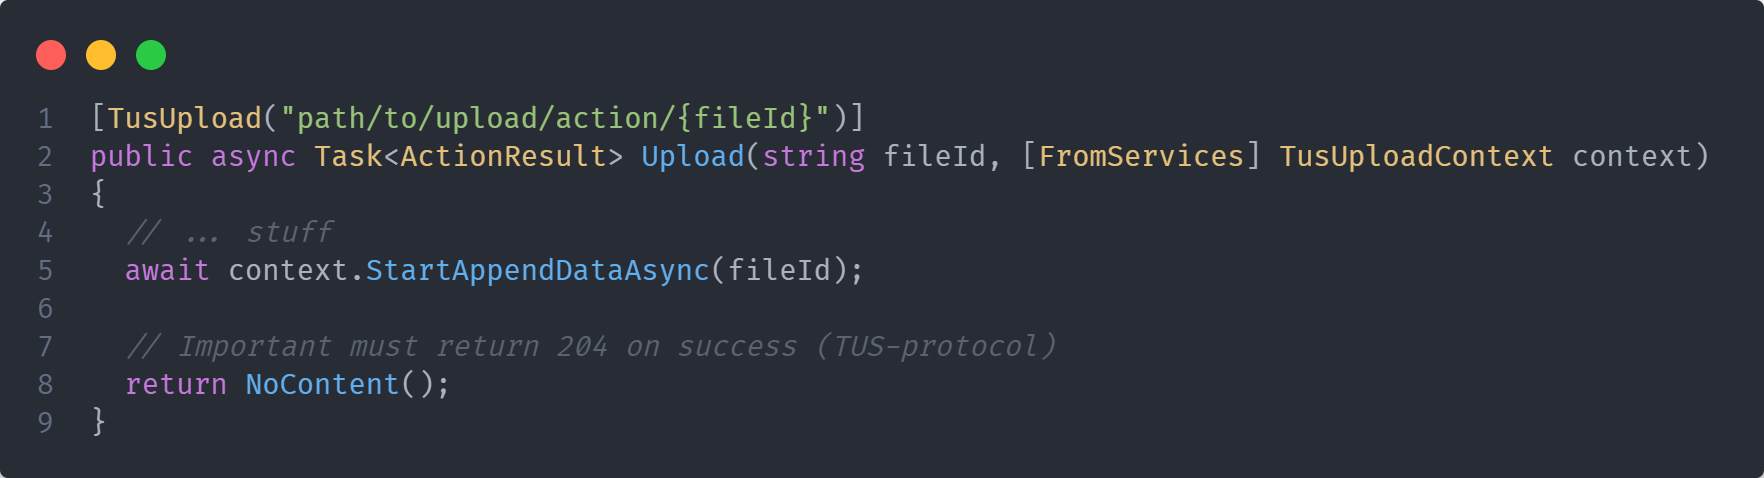 1 [TusUpload("path/to/upload/action/{fileId}")]
2 public async Task<ActionResult> Upload(string fileId, [FromServices] TusUploadContext context)
3 {
4   // ... stuff
5   await context.StartAppendDataAsync(fileId);
6
7   // Important must return 204 on success (TUS-protocol)
8   return NoContent();
9 }